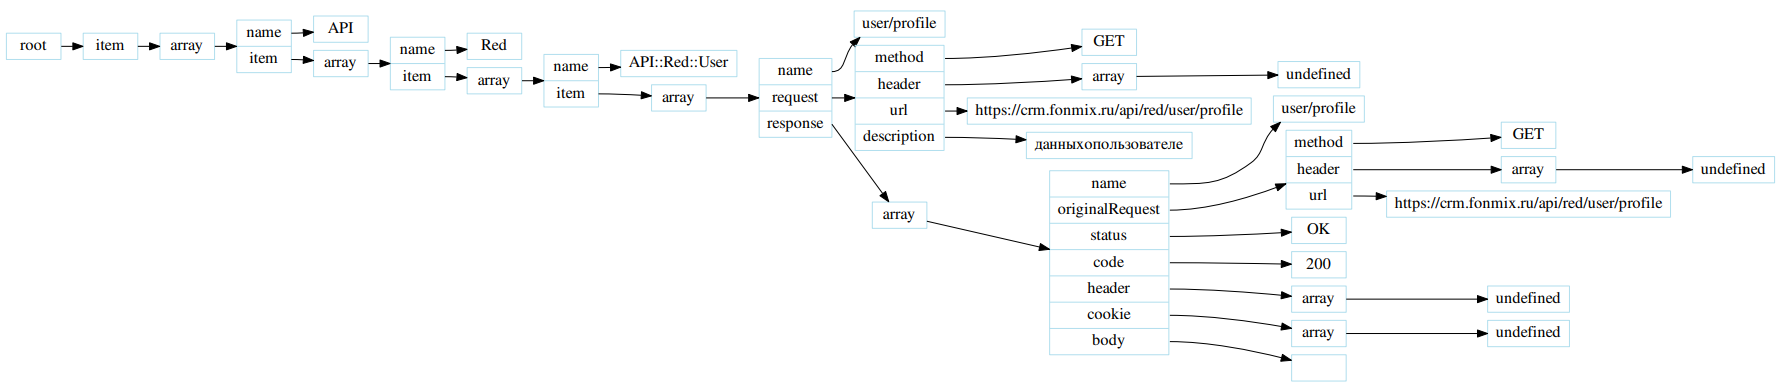 root
item
array
name
item
API
array
name
item
Red
array
name
item
API::Red::User
array
name
request
response
user/profile
method
header
url
description
GET
array
undefined
https://crm.fonmix.ru/api/red/user/profile
данныхопользователе
array
name
originalRequest
status
code
header
cookie
body
user/profile
method
header
url
GET
array
undefined
https://crm.fonmix.ru/api/red/user/profile
OK
200
array
undefined
array
undefined